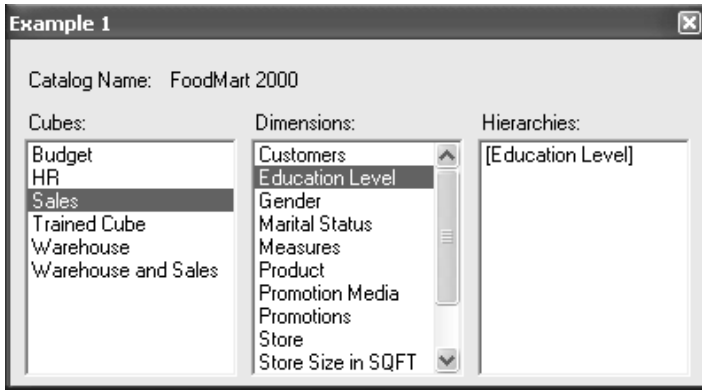 Example 1
Catalog Name: FoodMart 2000
Cubes:
Budget
HR
Sales
Trained Cube
Warehouse
Warehouse and Sales
Dimensions:
Customers
Education Level
Gender
Marital Status
Measures
Product
Promotion Media
Promotions
Store
Store Size in SQFT
Hierarchies:
[Education Level]